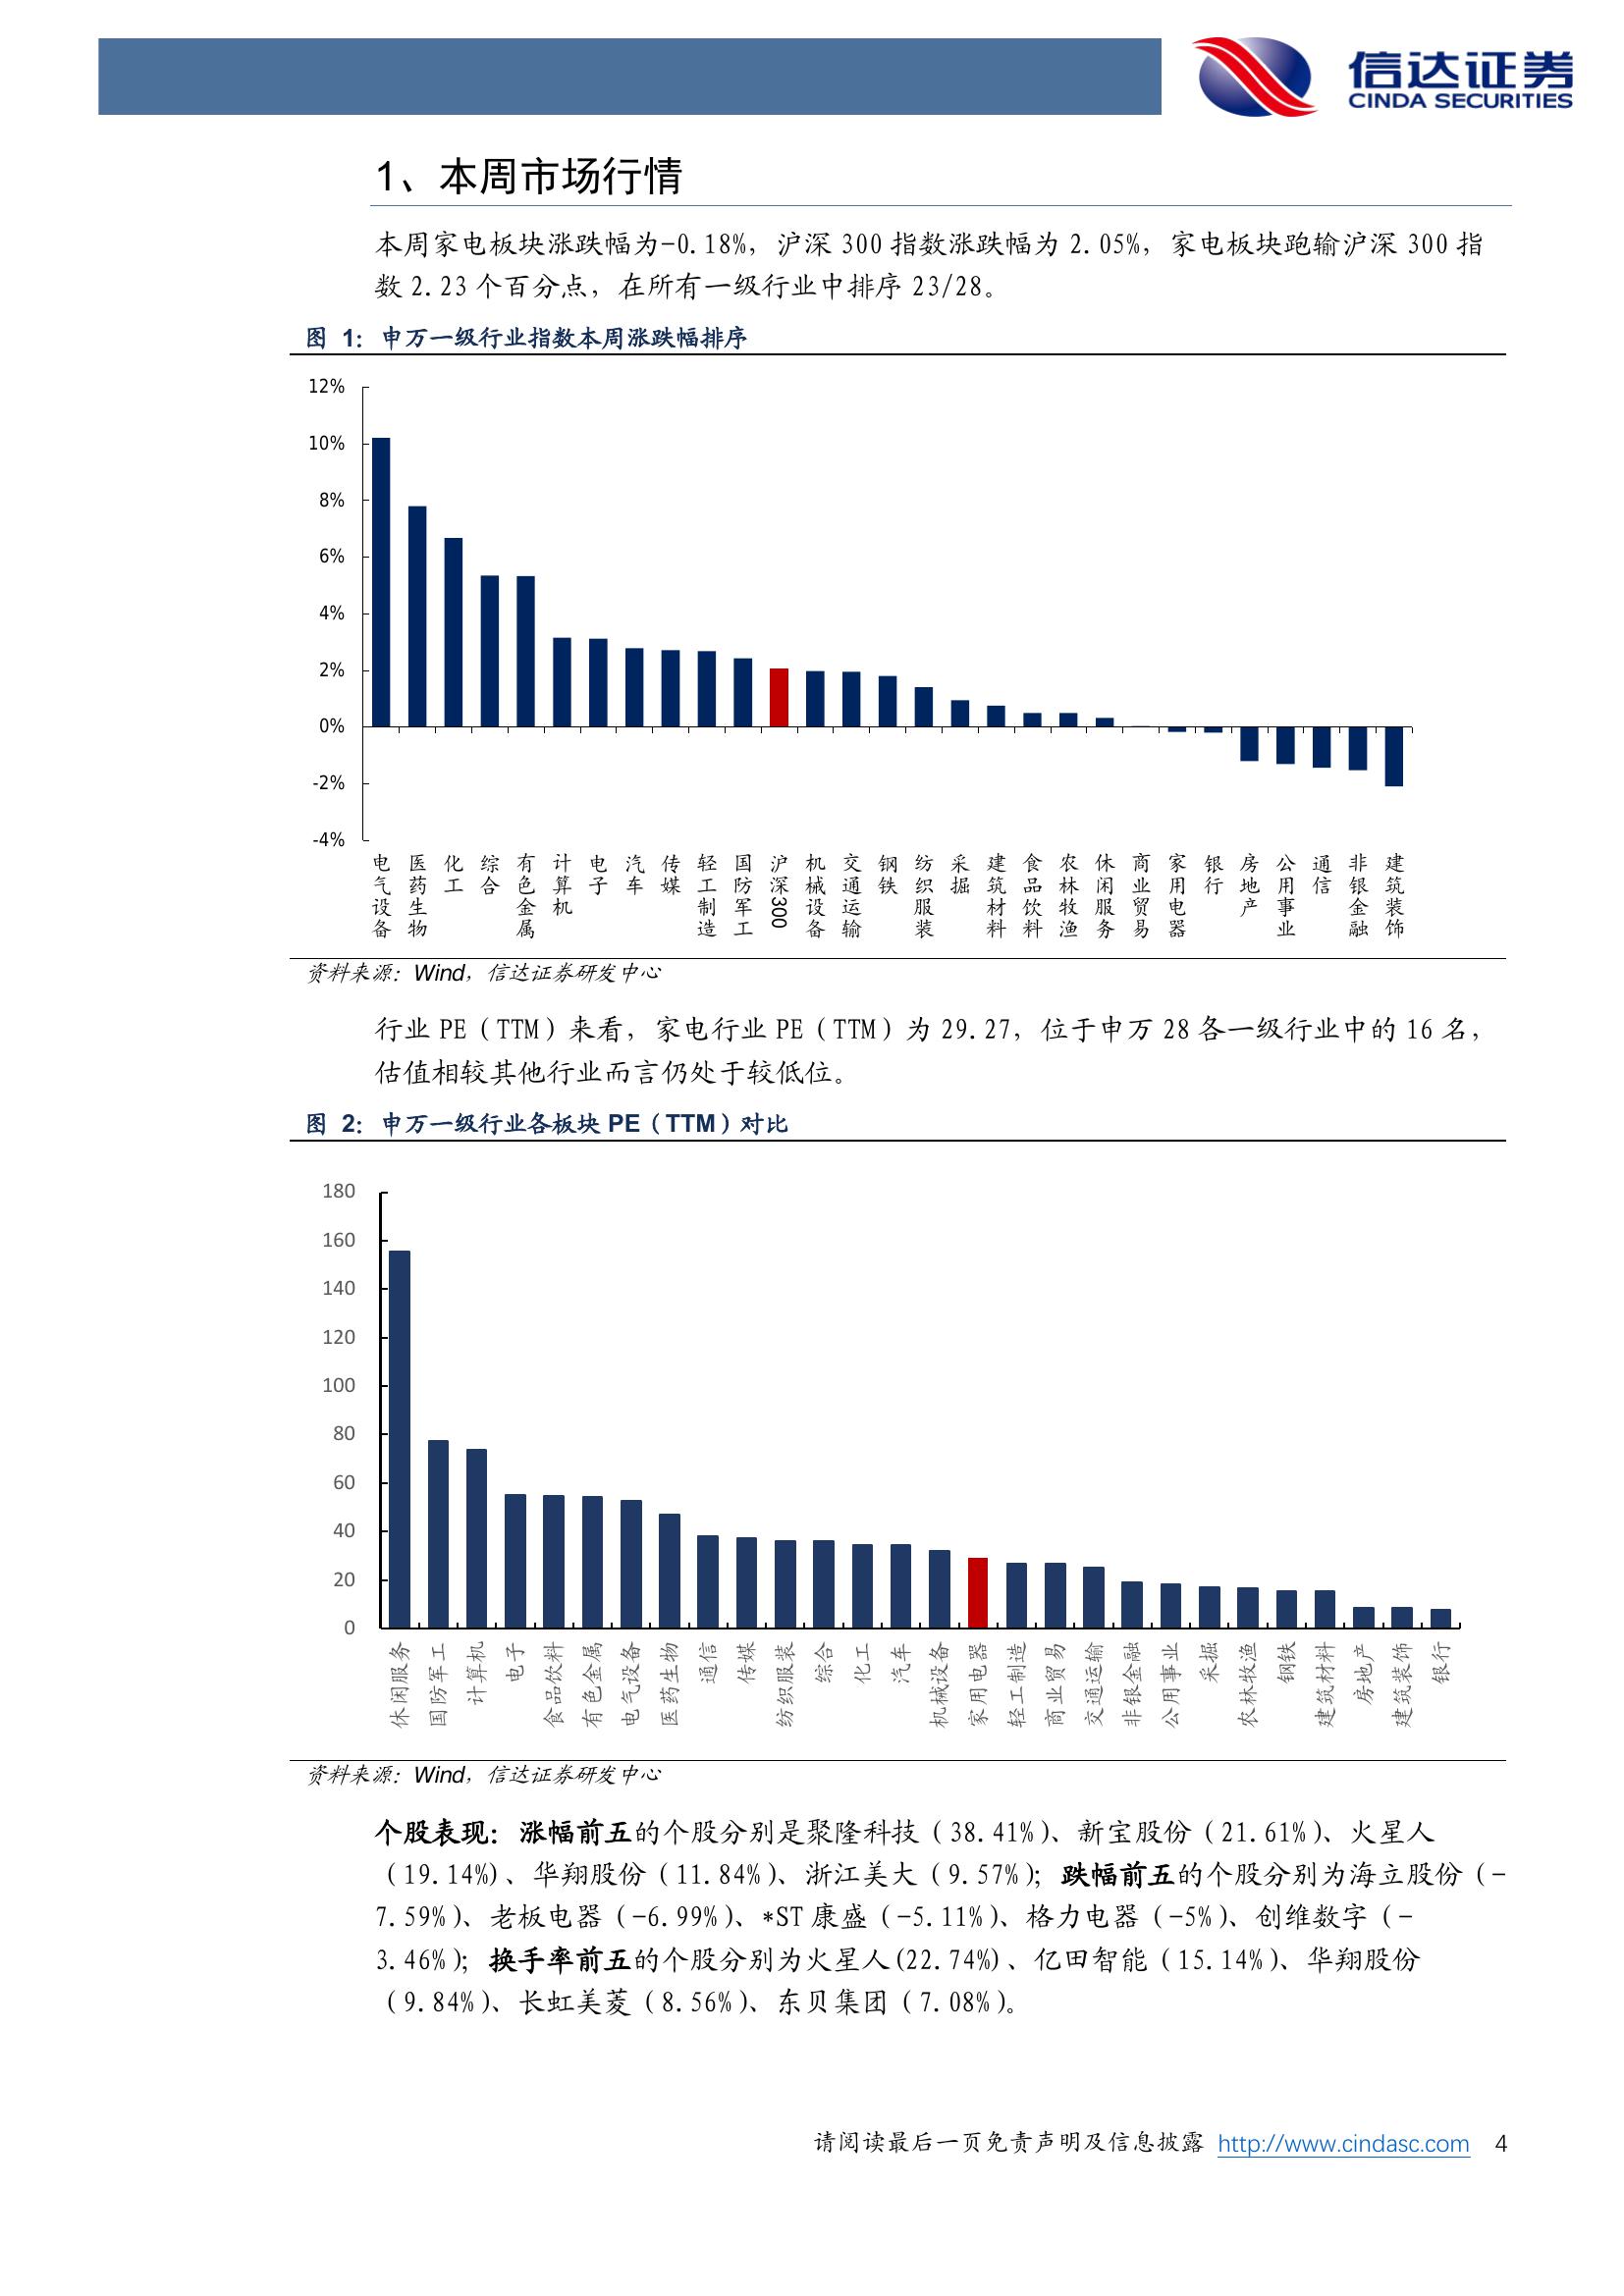 信达证券
CINDA SECURITIES
1、本周市场行情
本周家电板块涨跌幅为-0.18%，沪深 300 指数涨跌幅为 2.05%，家电板块跑输沪深 300 指
数 2.23 个百分点，在所有一级行业中排序 23/28。
图 1：申万一级行业指数本周涨跌幅排序
12%
10%
8%
6%
4%
2%
0%
-2%
-4%
电气设备
医药生物
化工
综合
有色金属
计算机
电子
汽车
传媒
轻工制造
国防军工
沪深300
机械设备
交通运输
钢铁
纺织服装
采掘
建筑材料
食品饮料
农林牧渔
休闲服务
商业贸易
家用电器
银行
房地产
公用事业
通信
非银金融
建筑装饰
资料来源：Wind，信达证券研发中心
行业 PE（TTM）来看，家电行业 PE（TTM）为 29.27，位于申万 28 各一级行业中的 16 名，
估值相较其他行业而言仍处于较低位。
图 2：申万一级行业各板块 PE（TTM）对比
180
160
140
120
100
80
60
40
20
0
休闲服务
国防军工
计算机
电子
食品饮料
有色金属
电气设备
医药生物
通信
传媒
纺织服装
综合
化工
汽车
机械设备
家用电器
轻工制造
商业贸易
交通运输
非银金融
公用事业
采掘
农林牧渔
钢铁
建筑材料
房地产
建筑装饰
银行
资料来源：Wind，信达证券研发中心
个股表现：涨幅前五的个股分别是聚隆科技（38.41%）、新宝股份（21.61%）、火星人
（19.14%）、华翔股份（11.84%）、浙江美大（9.57%）；跌幅前五的个股分别为海立股份（-
7.59%）、老板电器（-6.99%）、*ST 康盛（-5.11%）、格力电器（-5%）、创维数字（-
3.46%）；换手率前五的个股分别为火星人(22.74%)、亿田智能（15.14%）、华翔股份
（9.84%）、长虹美菱（8.56%）、东贝集团（7.08%）。
请阅读最后一页免责声明及信息披露 http://www.cindasc.com 4